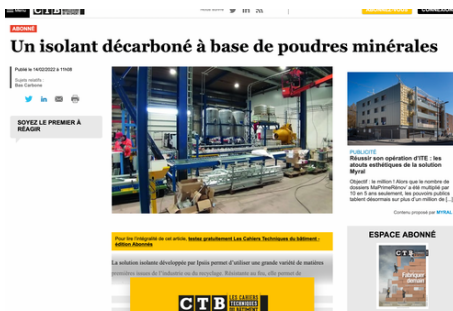 Menu
CTB
ABONNÉ
Un isolant décarboné à base de poudres minérales
Publié le 14/02/2022 à 11h08
Sujets relatifs :
Bas Carbone
SOYEZ LE PREMIER À
RÉAGIR
Pour lire l'intégralité de cet article, testez gratuitement Les Cahiers Techniques du bâtiment -
édition Abonnés
La solution isolante développée par Ipsiis permet d'utiliser une grande variété de matières
premières issues de l'industrie ou du recyclage. Résistante au feu, elle permet de
CTB
LES CAHIERS
TECHNIQUES
DU BÂTIMENT
PUBLICITÉ
Réussir son opération d'ITE : les
atouts esthétiques de la solution
Myral
Objectif : le million ! Alors que le nombre de
dossiers MaPrimeRénov' a été multiplié par
10 en 5 ans seulement, les pouvoirs publics
tablent désormais sur plus d'un million de [...]
Contenu proposé par MYRAL
ESPACE ABONNÉ
CTB
Fabriquer